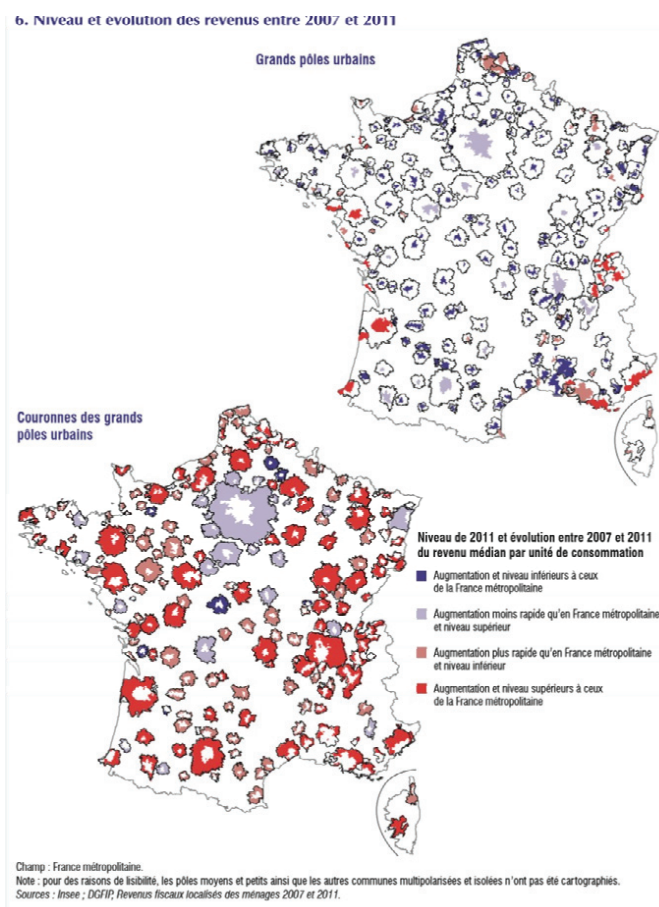 6. Niveau et évolution des revenus entre 2007 et 2011
Grands pôles urbains
Couronnes des grands
pôles urbains
Niveau de 2011 et évolution entre 2007 et 2011
du revenu médian par unité de consommation
Augmentation et niveau inférieurs à ceux
de la France métropolitaine
Augmentation moins rapide qu'en France métropolitaine
et niveau supérieur
Augmentation plus rapide qu'en France métropolitaine
et niveau inférieur
Augmentation et niveau supérieurs à ceux
de la France métropolitaine
Champ : France métropolitaine.
Note : pour des raisons de lisibilité, les pôles moyens et petits ainsi que les autres communes multipolarisées et isolées n'ont pas été cartographiés.
Sources : Insee ; DGFIP, Revenus fiscaux localisés des ménages 2007 et 2011.